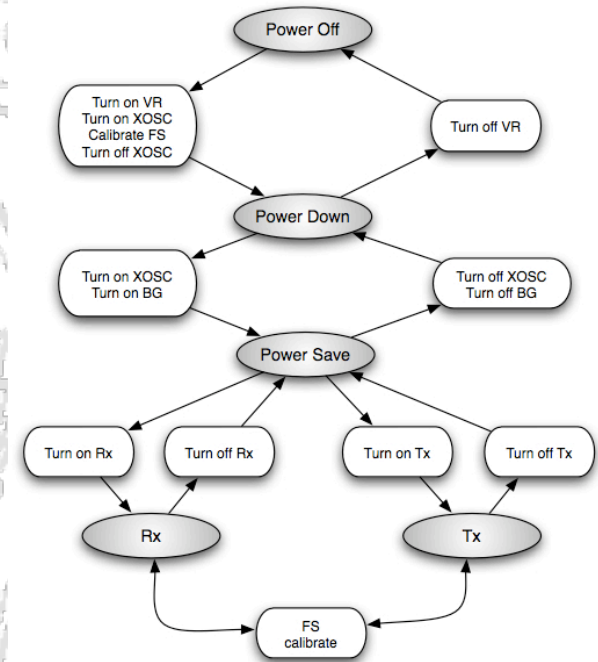 Power Off
Turn on VR
Turn on XOSC
Calibrate FS
Turn off XOSC
Turn off VR
Power Down
Turn on XOSC
Turn on BG
Turn off XOSC
Turn off BG
Power Save
Turn on Rx
Turn off Rx
Turn on Tx
Turn off Tx
Rx
Tx
FS
calibrate